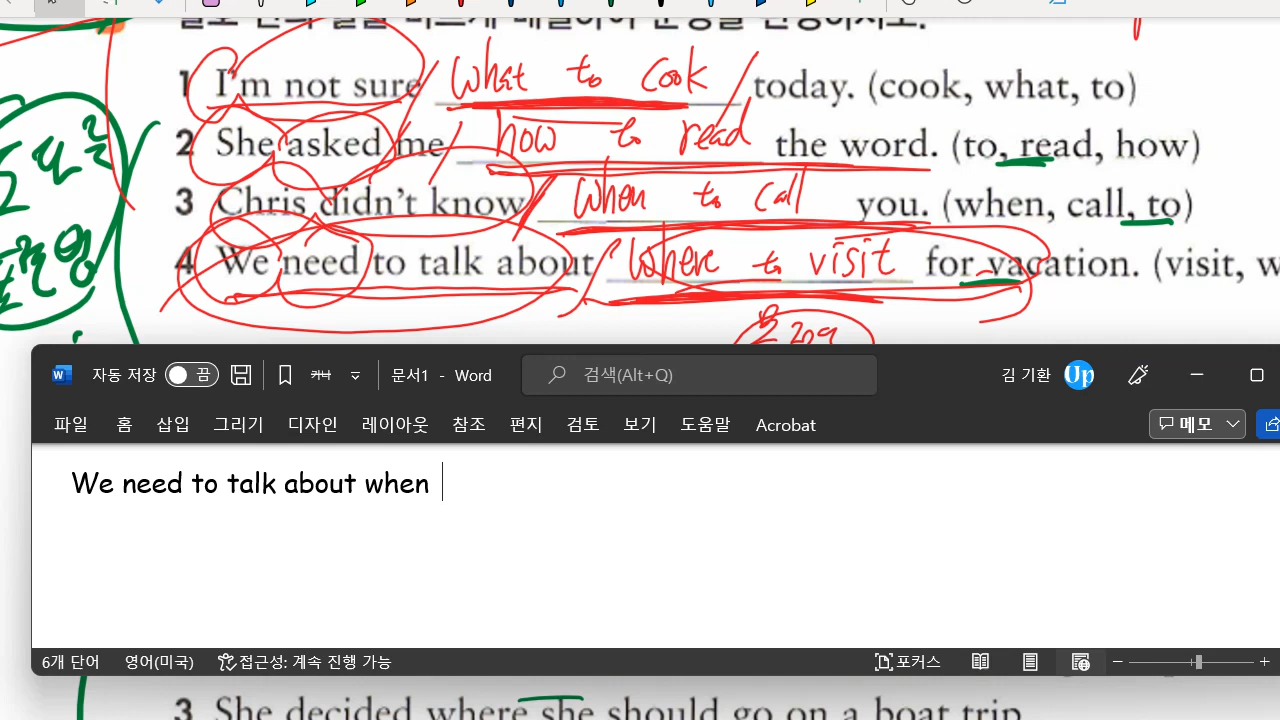 1 I'm not sure what to cook today. (cook, what, to)
2 She asked me how to read the word. (to, read, how)
3 Chris didn't know when to call you. (when, call, to)
4 We need to talk about where to visit for vacation. (visit, w
자동 저장 끔 가나 문서1 - Word 검색(Alt+Q) 김 기환 Up
파일 홈 삽입 그리기 디자인 레이아웃 참조 편지 검토 보기 도움말 Acrobat 메모
We need to talk about when
6개 단어 영어(미국) 접근성: 계속 진행 가능 포커스
3 She decided where she should go on a boat trip.